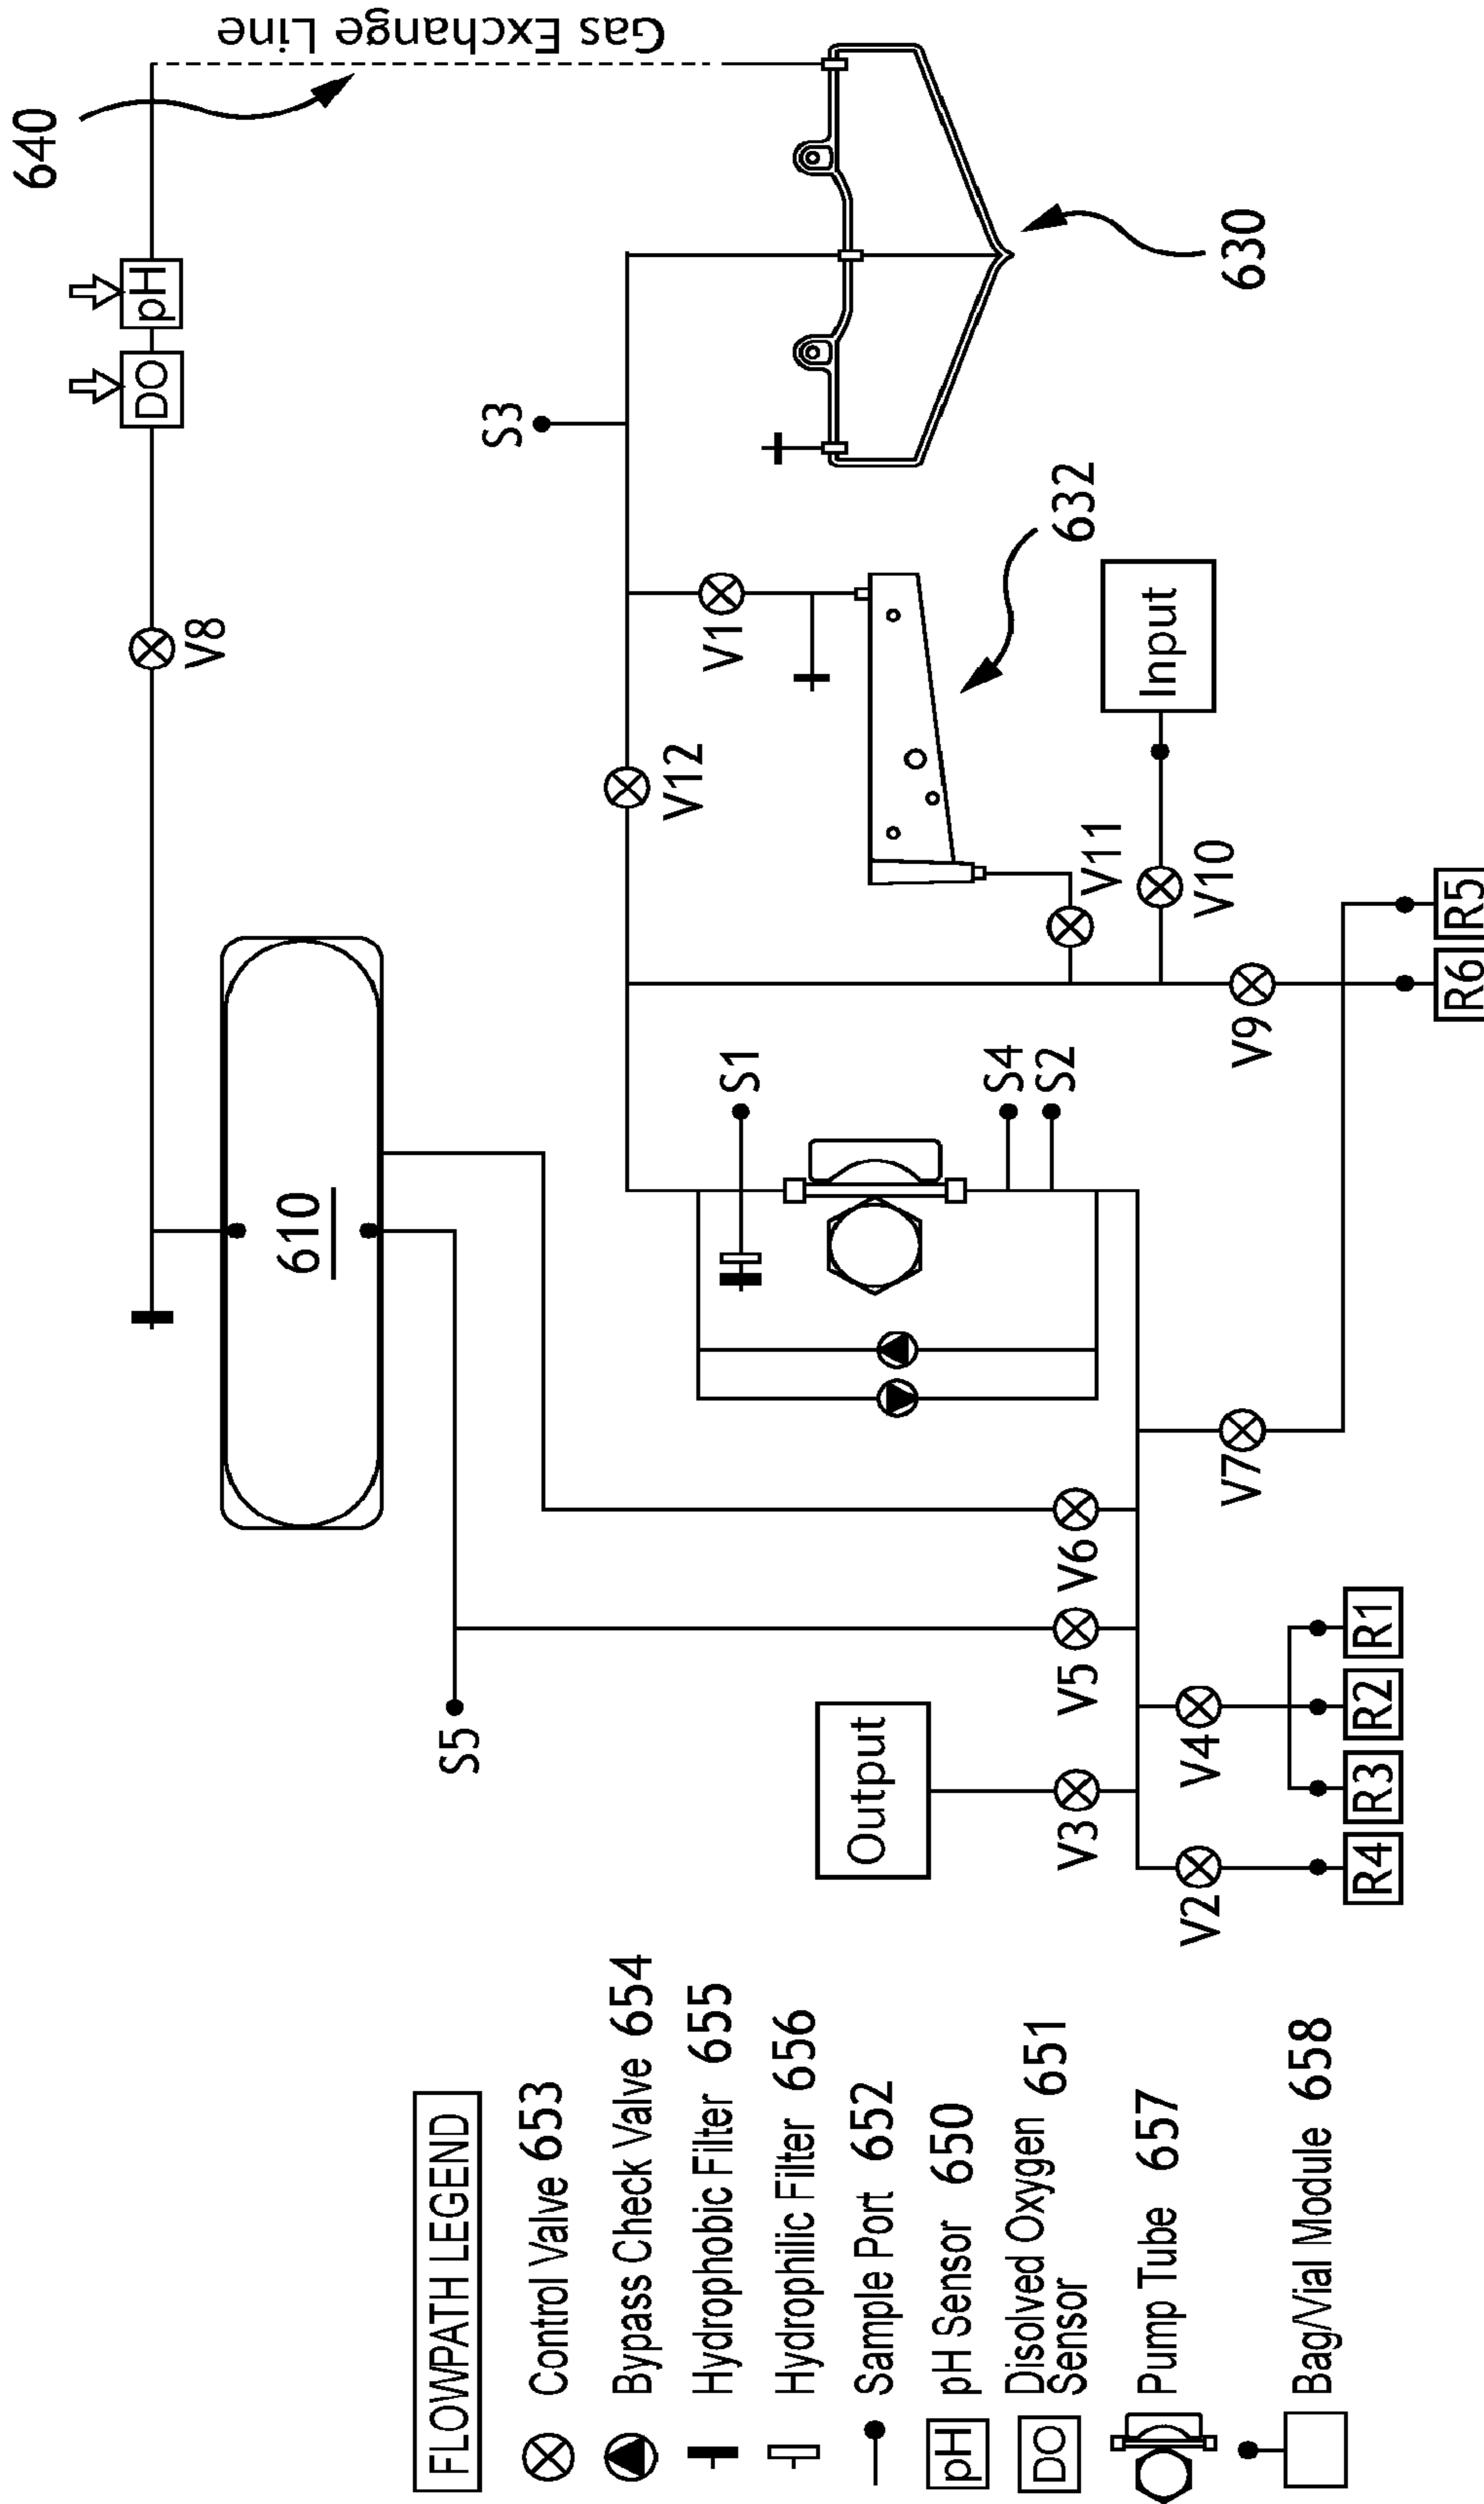 FLOWPATH LEGEND
Control Valve 653
Bypass Check Valve 654
Hydrophobic Filter 655
Hydrophilic Filter 656
Sample Port 652
pH
pH Sensor 650
DO
Disolved Oxygen 651
Sensor
Pump Tube 657
Bag/Vial Module 658
640
Gas Exchange Line
pH
DO
V8
610
S5
S3
V12
V1
632
630
Input
V11
V10
S1
S4
S2
V9
R6
R5
V7
V6
V5
V4
V3
V2
Output
R4
R3
R2
R1